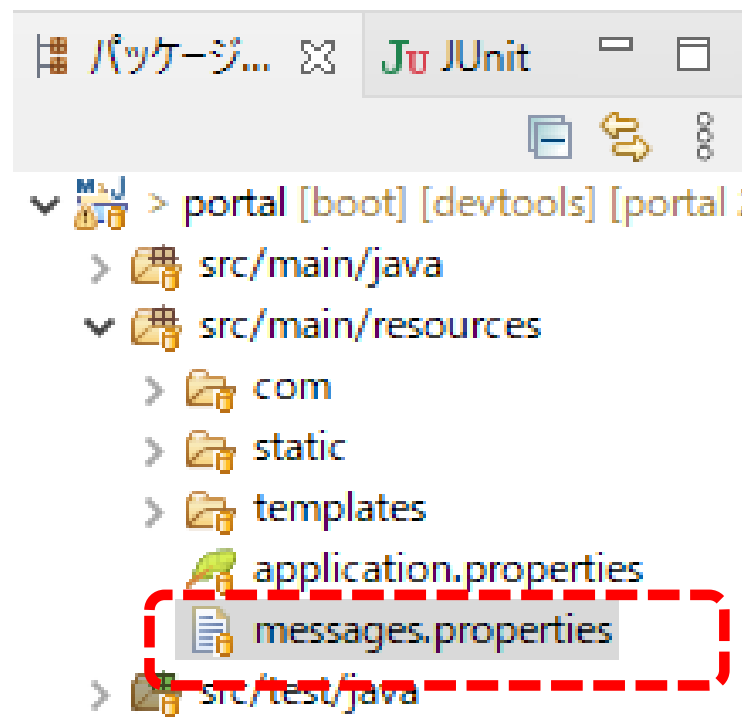 パッケージ... JUnit
> portal [boot] [devtools] [portal
src/main/java
src/main/resources
com
static
templates
application.properties
messages.properties
src/test/java